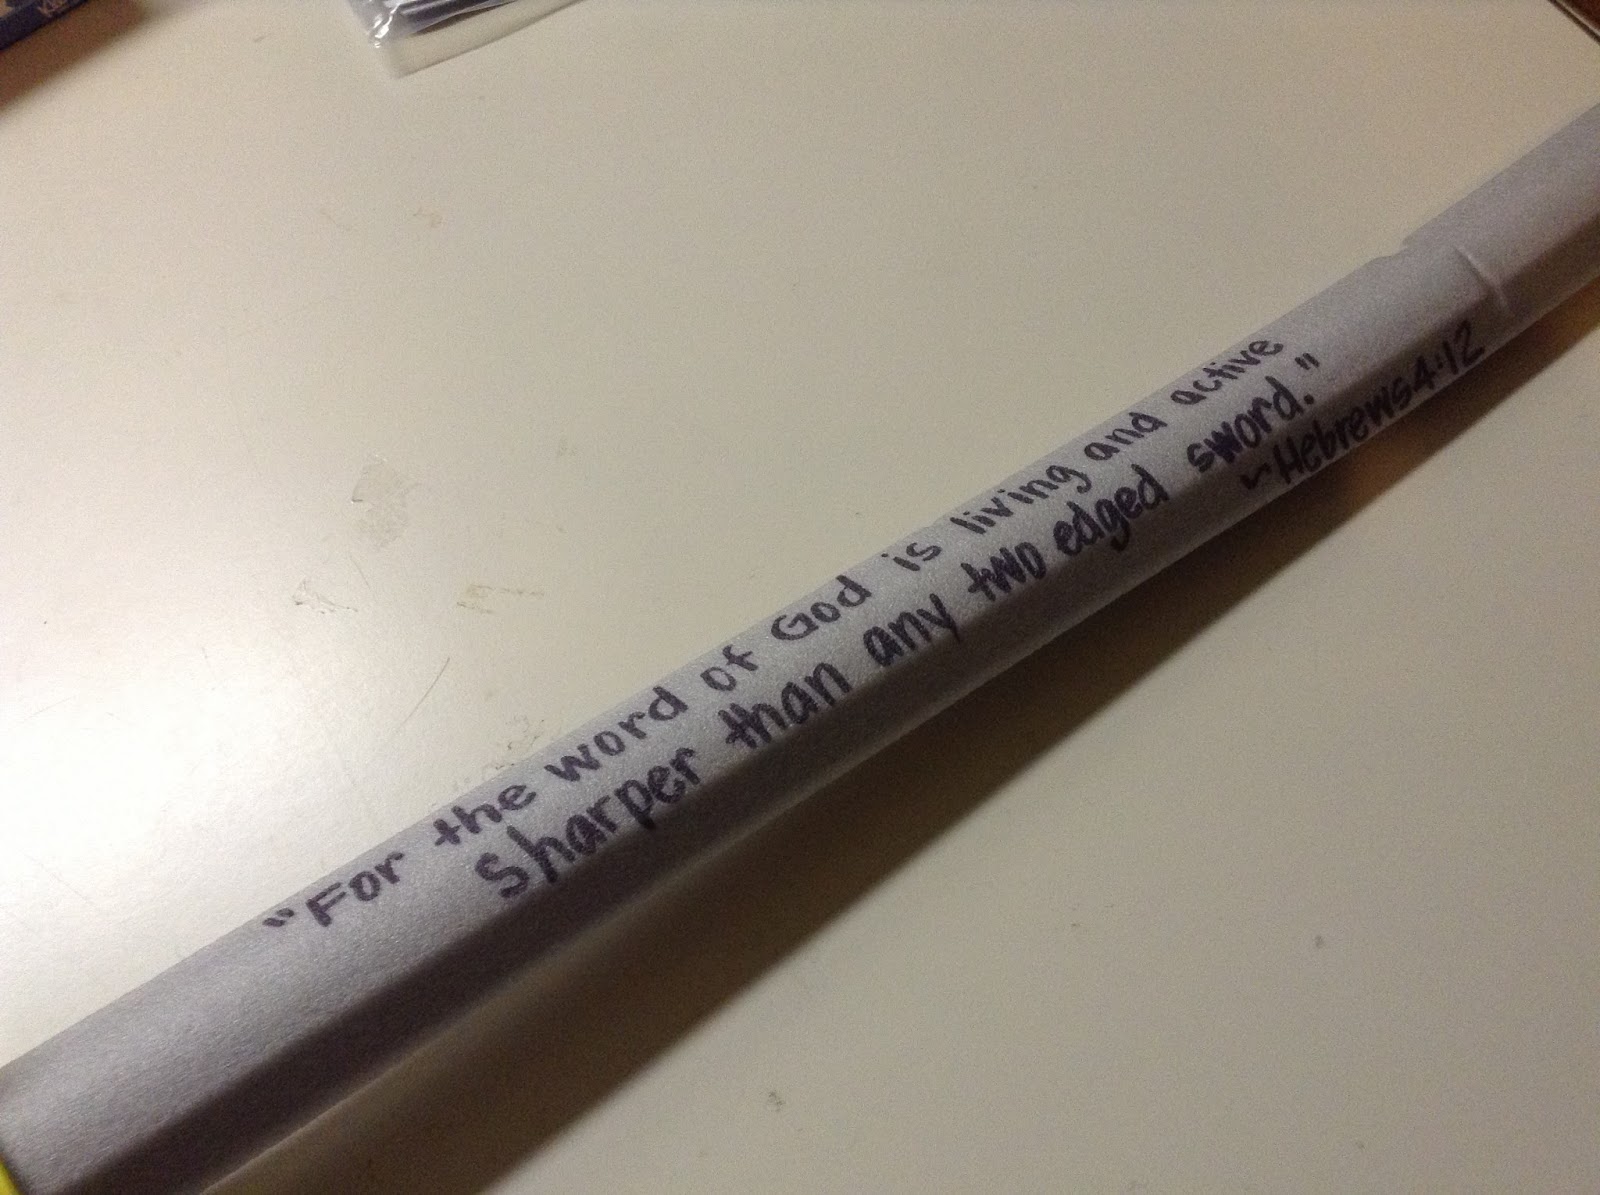 "For the word of God is living and active
sharper than any two edged sword."
~Hebrews 4:12